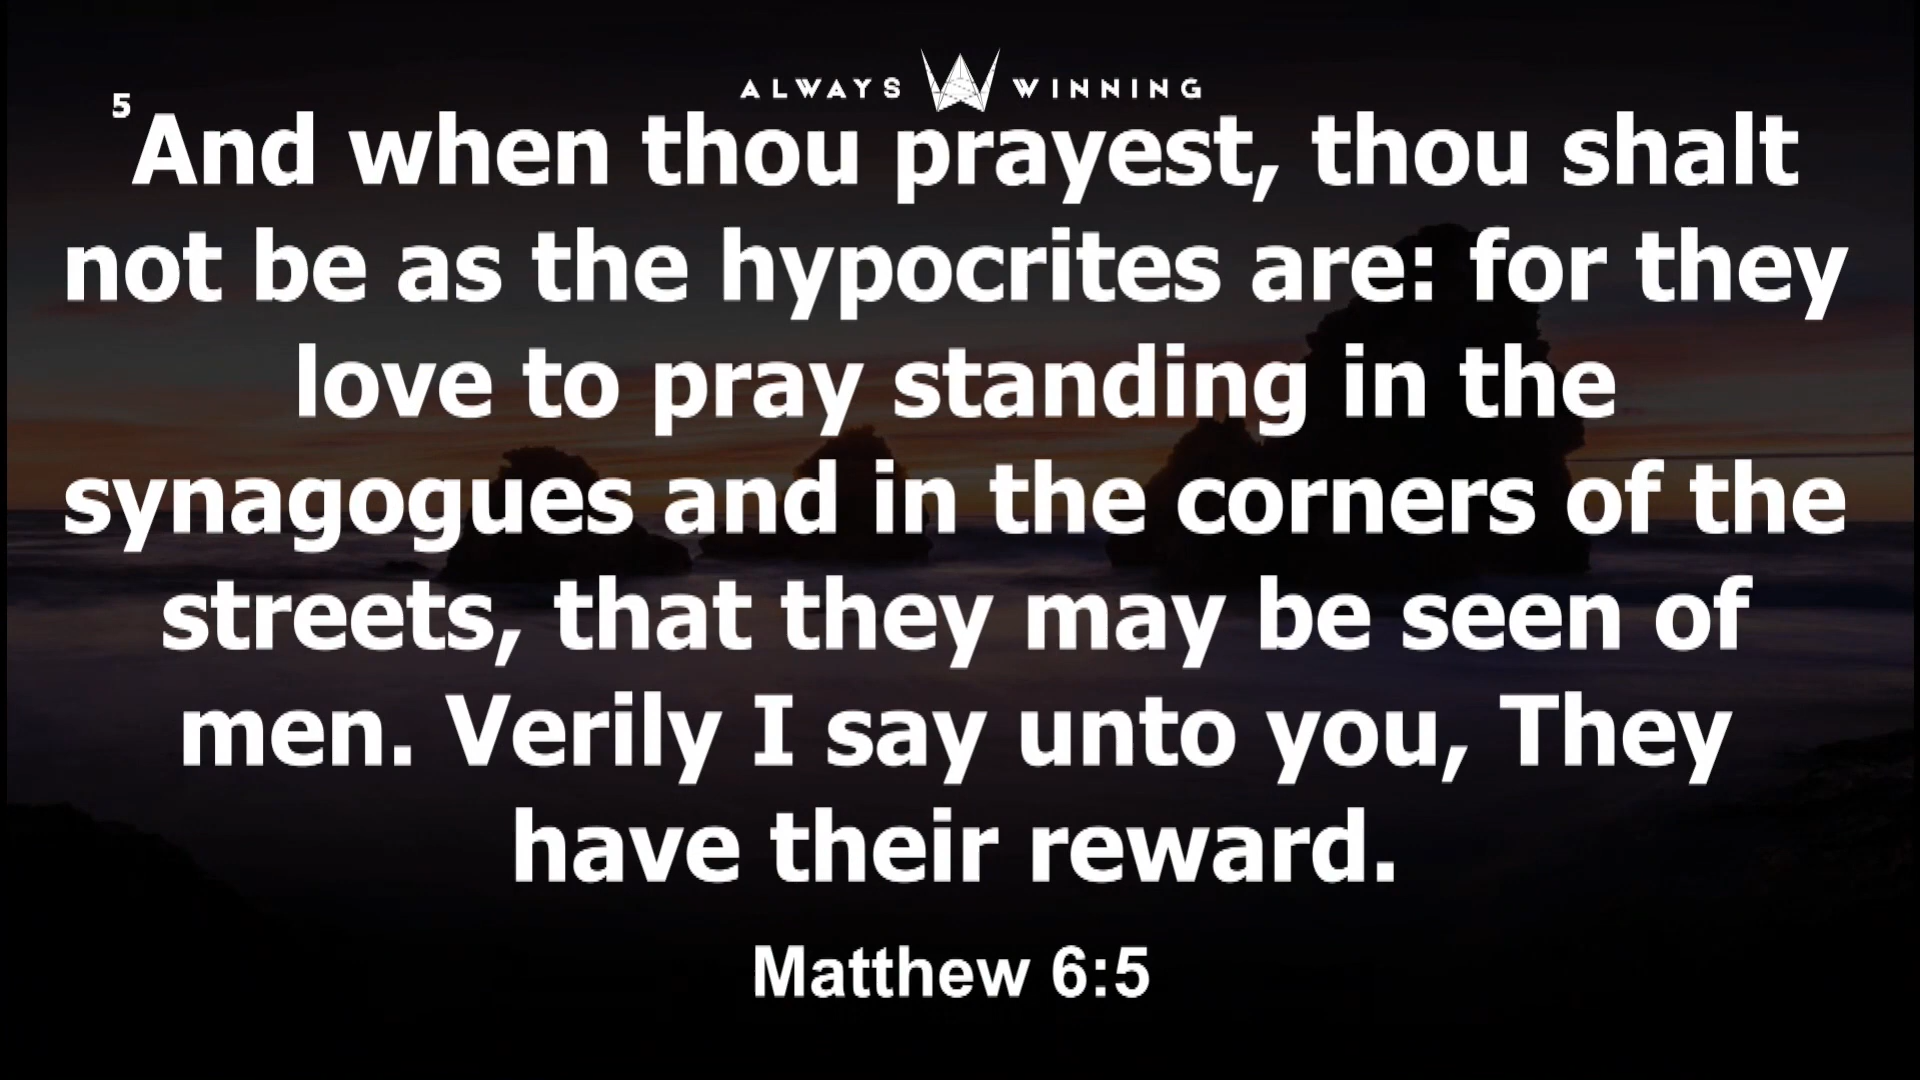 ALWAYS WINNING
5 And when thou prayest, thou shalt
not be as the hypocrites are: for they
love to pray standing in the
synagogues and in the corners of the
streets, that they may be seen of
men. Verily I say unto you, They
have their reward.
Matthew 6:5